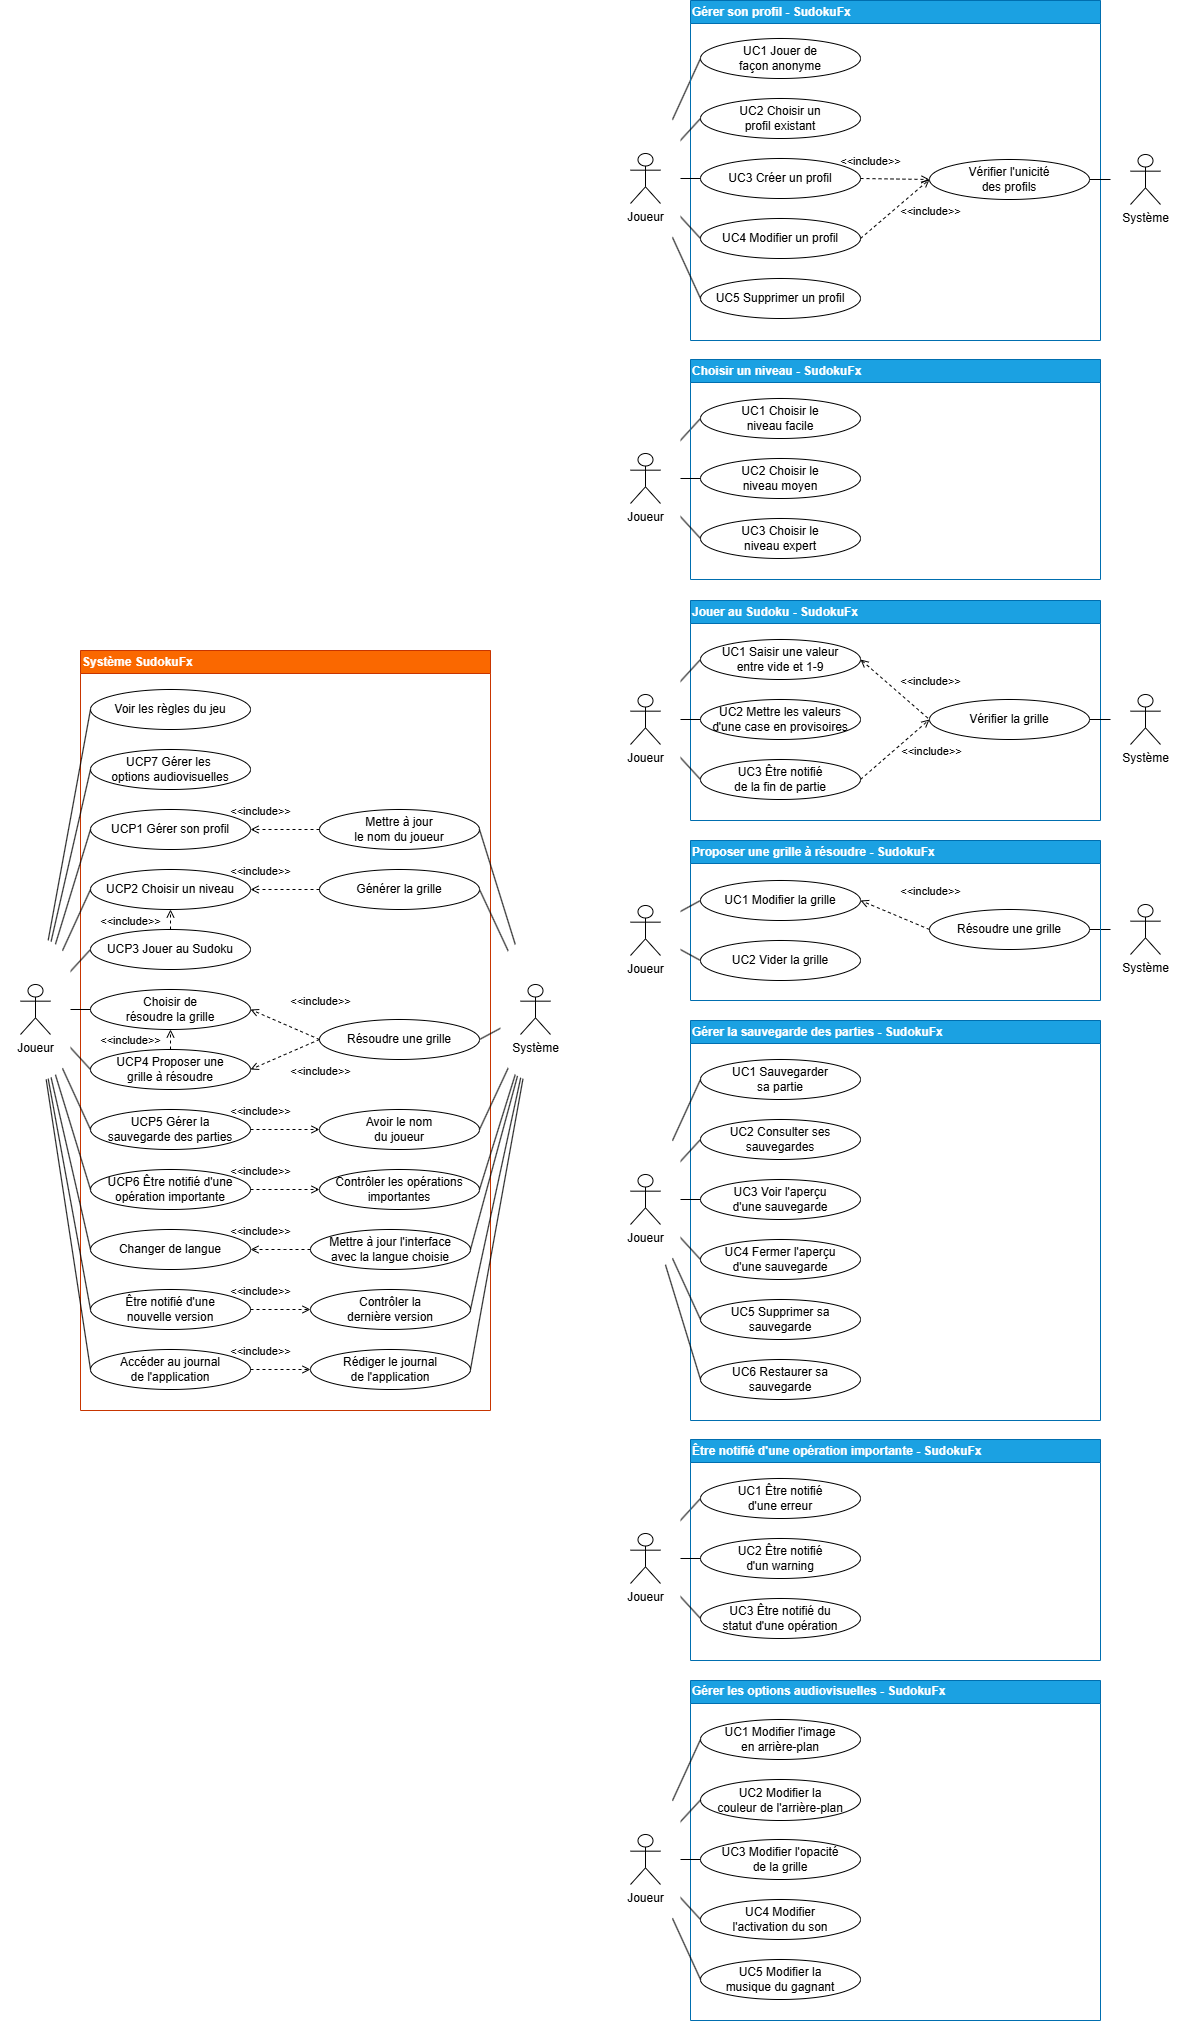 Système SudokuFx
Voir les règles du jeu
UCP7 Gérer les
options audiovisuelles
<<include>>
UCP1 Gérer son profil
Mettre à jour
le nom du joueur
<<include>>
UCP2 Choisir un niveau
Générer la grille
<<include>>
UCP3 Jouer au Sudoku
Choisir de
résoudre la grille
<<include>>
<<include>>
Résoudre une grille
UCP4 Proposer une
grille à résoudre
<<include>>
Joueur
Système
UCP5 Gérer la
sauvegarde des parties
<<include>>
Avoir le nom
du joueur
UCP6 Être notifié d'une
opération importante
<<include>>
Contrôler les opérations
importantes
Changer de langue
<<include>>
Mettre à jour l'interface
avec la langue choisie
Être notifié d'une
nouvelle version
<<include>>
Contrôler la
dernière version
Accéder au journal
de l'application
<<include>>
Rédiger le journal
de l'application
Gérer son profil - SudokuFx
UC1 Jouer de
façon anonyme
UC2 Choisir un
profil existant
UC3 Créer un profil
<<include>>
Vérifier l'unicité
des profils
<<include>>
Joueur
Système
UC4 Modifier un profil
UC5 Supprimer un profil
Choisir un niveau - SudokuFx
UC1 Choisir le
niveau facile
UC2 Choisir le
niveau moyen
Joueur
UC3 Choisir le
niveau expert
Jouer au Sudoku - SudokuFx
UC1 Saisir une valeur
entre vide et 1-9
<<include>>
UC2 Mettre les valeurs
d'une case en provisoires
Vérifier la grille
<<include>>
Joueur
Système
UC3 Être notifié
de la fin de partie
Proposer une grille à résoudre - SudokuFx
UC1 Modifier la grille
<<include>>
Résoudre une grille
UC2 Vider la grille
Joueur
Système
Gérer la sauvegarde des parties - SudokuFx
UC1 Sauvegarder
sa partie
UC2 Consulter ses
sauvegardes
UC3 Voir l'aperçu
d'une sauvegarde
Joueur
UC4 Fermer l'aperçu
d'une sauvegarde
UC5 Supprimer sa
sauvegarde
UC6 Restaurer sa
sauvegarde
Être notifié d'une opération importante - SudokuFx
UC1 Être notifié
d'une erreur
UC2 Être notifié
d'un warning
Joueur
UC3 Être notifié du
statut d'une opération
Gérer les options audiovisuelles - SudokuFx
UC1 Modifier l'image
en arrière-plan
UC2 Modifier la
couleur de l'arrière-plan
UC3 Modifier l'opacité
de la grille
Joueur
UC4 Modifier
l'activation du son
UC5 Modifier la
musique du gagnant